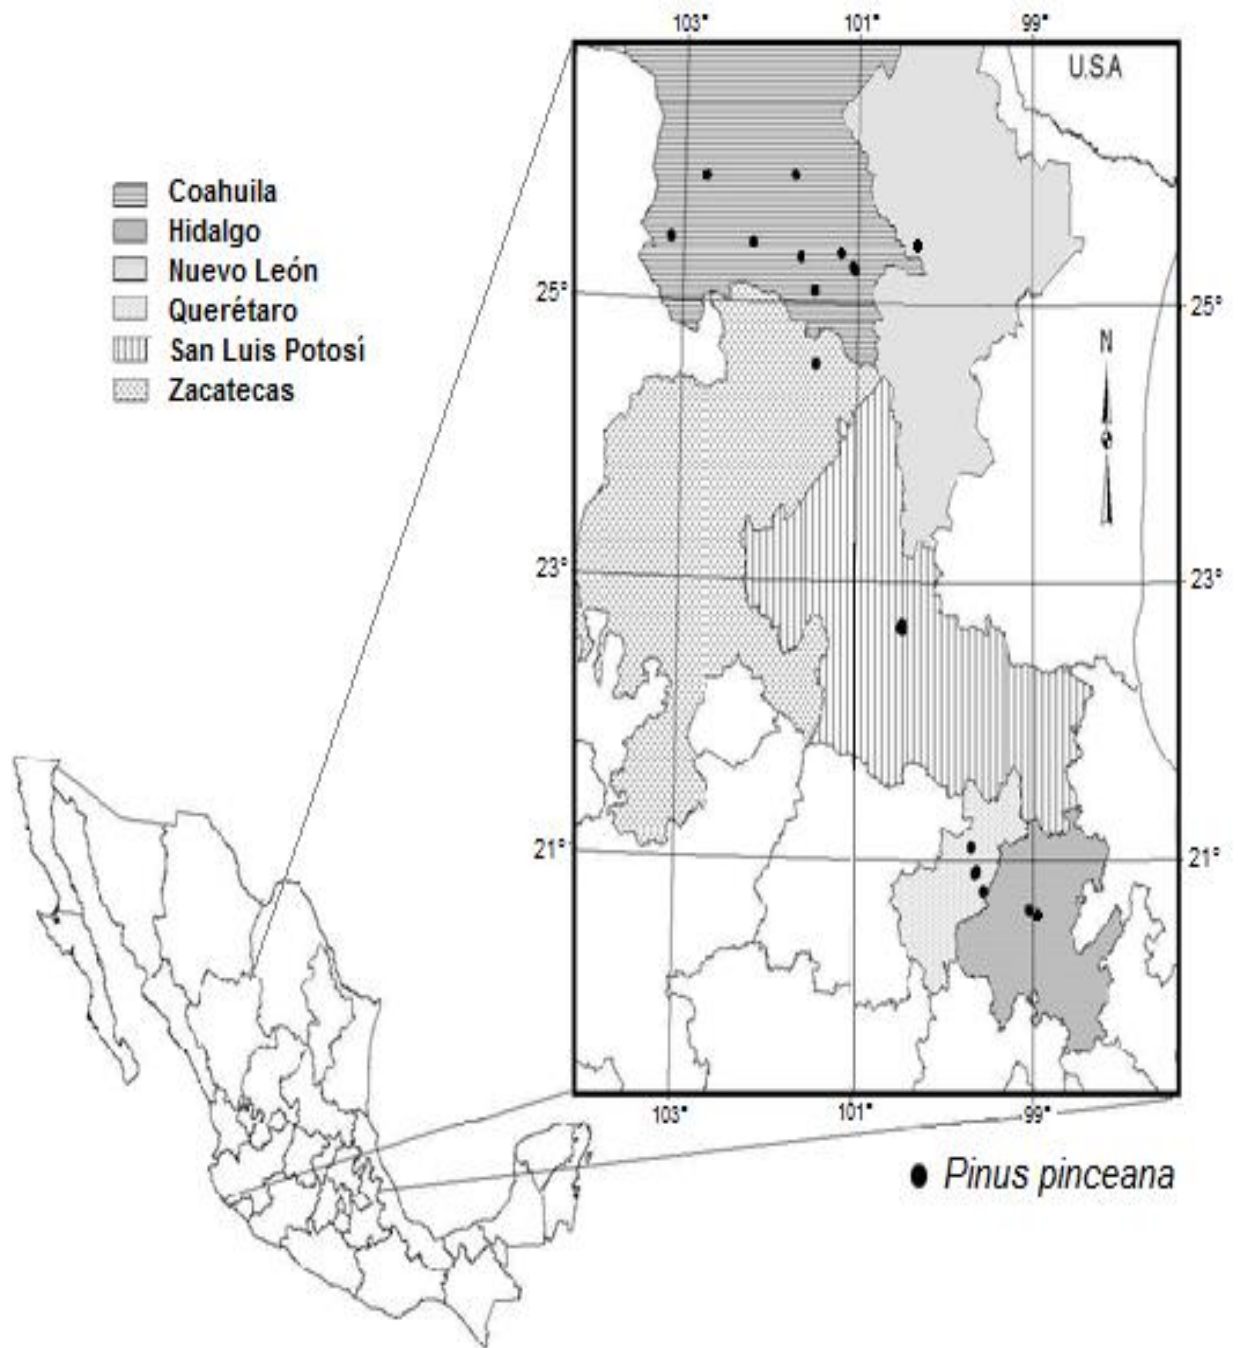 103° 101° 99°
U.S.A
Coahuila
Hidalgo
Nuevo León
Querétaro
San Luis Potosí
Zacatecas
25° 25°
N
23° 23°
21° 21°
103° 101° 99°
Pinus pinceana